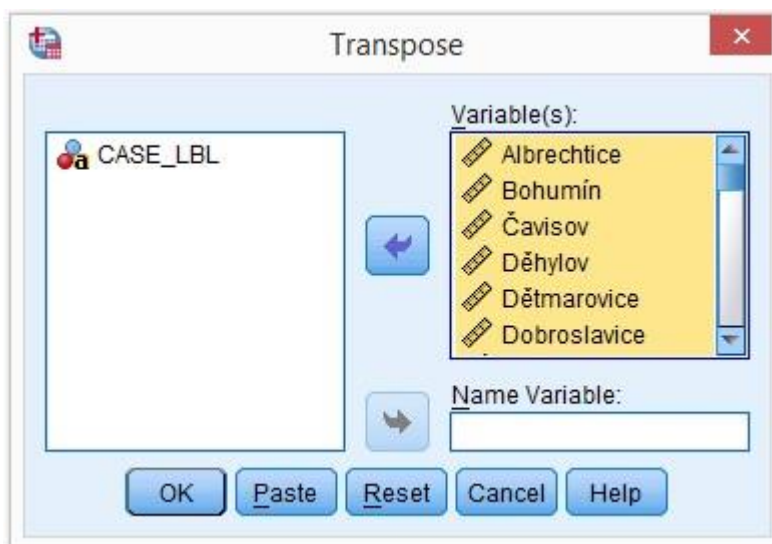 Transpose
Variable(s):
CASE_LBL
Albrechtice
Bohumín
Čavisov
Děhylov
Dětmarovice
Dobroslavice
Name Variable:
OK
Paste
Reset
Cancel
Help